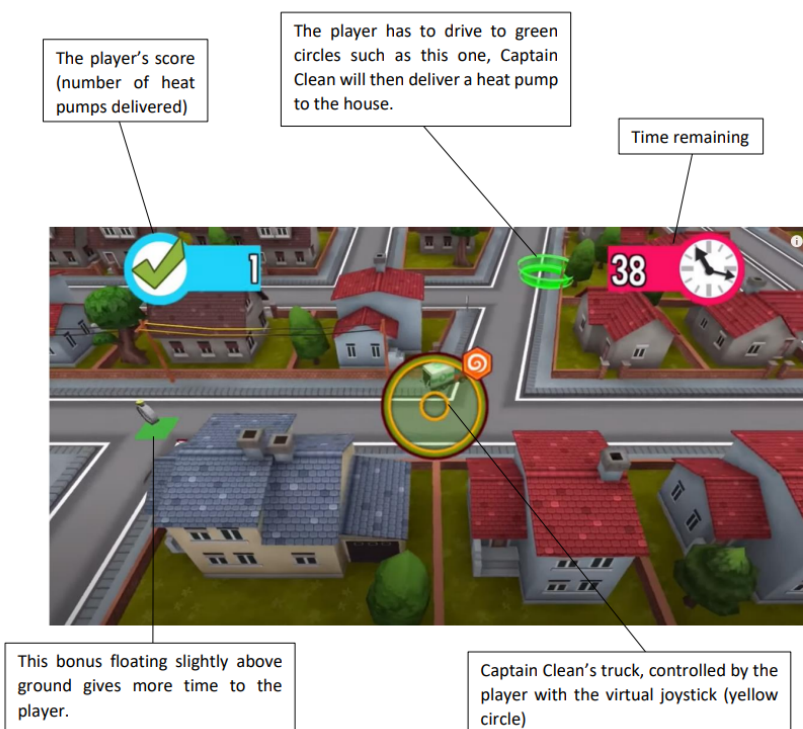 The player has to drive to green
circles such as this one, Captain
Clean will then deliver a heat pump
to the house.
The player's score
(number of heat
pumps delivered)
Time remaining
1
38
i
This bonus floating slightly above
ground gives more time to the
player.
Captain Clean's truck, controlled by the
player with the virtual joystick (yellow
circle)